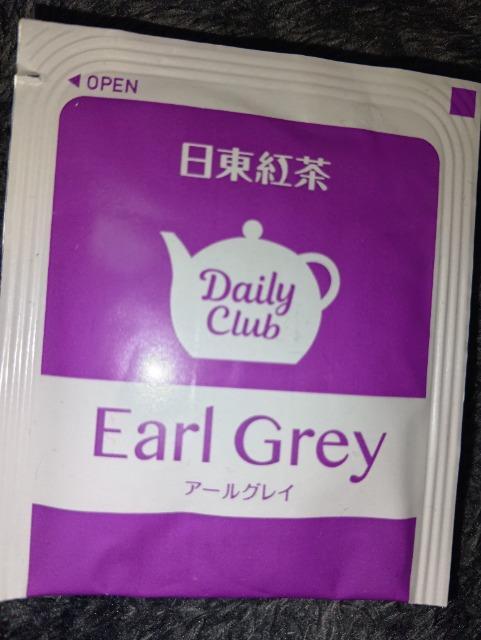 ◀ OPEN
日東紅茶
Daily
Club
Earl Grey
アールグレイ